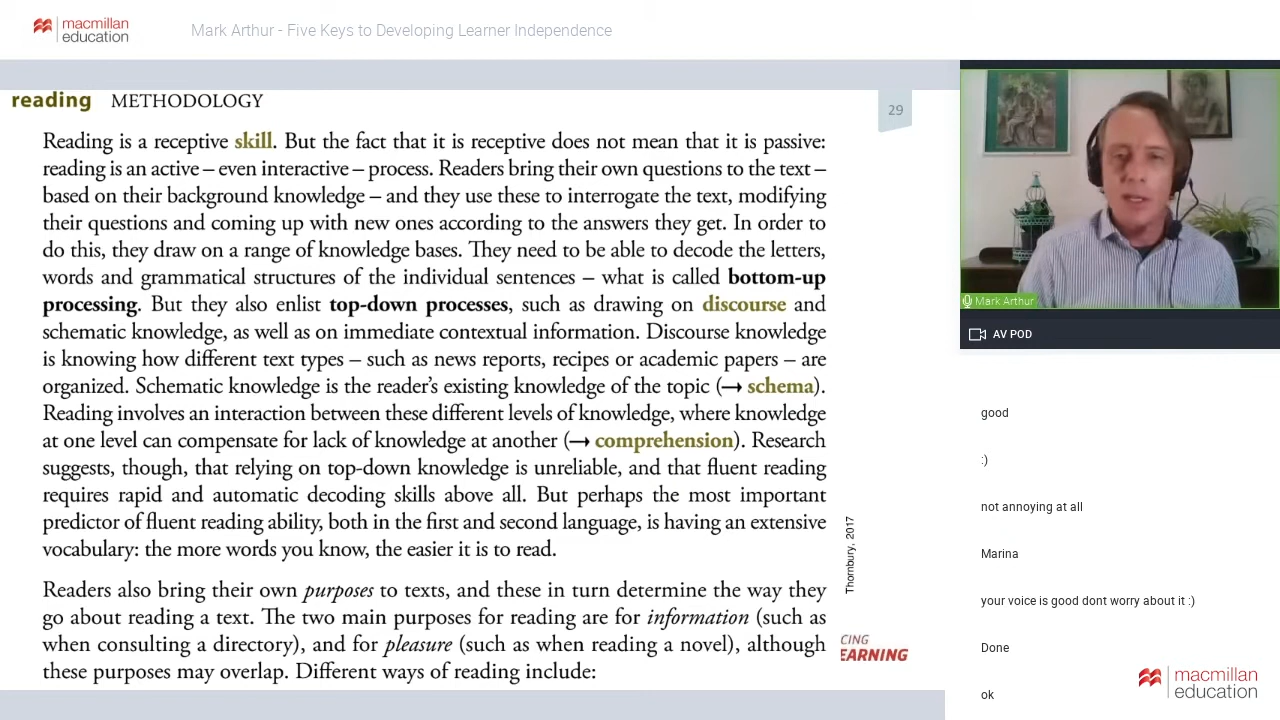 macmillan
education
Mark Arthur - Five Keys to Developing Learner Independence
reading METHODOLOGY
29
Reading is a receptive skill. But the fact that it is receptive does not mean that it is passive:
reading is an active – even interactive – process. Readers bring their own questions to the text –
based on their background knowledge – and they use these to interrogate the text, modifying
their questions and coming up with new ones according to the answers they get. In order to
do this, they draw on a range of knowledge bases. They need to be able to decode the letters,
words and grammatical structures of the individual sentences – what is called bottom-up
processing. But they also enlist top-down processes, such as drawing on discourse and
schematic knowledge, as well as on immediate contextual information. Discourse knowledge
is knowing how different text types – such as news reports, recipes or academic papers – are
organized. Schematic knowledge is the reader's existing knowledge of the topic (→ schema).
Reading involves an interaction between these different levels of knowledge, where knowledge
at one level can compensate for lack of knowledge at another (→ comprehension). Research
suggests, though, that relying on top-down knowledge is unreliable, and that fluent reading
requires rapid and automatic decoding skills above all. But perhaps the most important
predictor of fluent reading ability, both in the first and second language, is having an extensive
vocabulary: the more words you know, the easier it is to read.
Readers also bring their own purposes to texts, and these in turn determine the way they
go about reading a text. The two main purposes for reading are for information (such as
when consulting a directory), and for pleasure (such as when reading a novel), although
these purposes may overlap. Different ways of reading include:
Thornbury, 2017
CING
EARNING
Mark Arthur
AV POD
good
:)
not annoying at all
Marina
your voice is good dont worry about it :)
Done
ok
macmillan
education